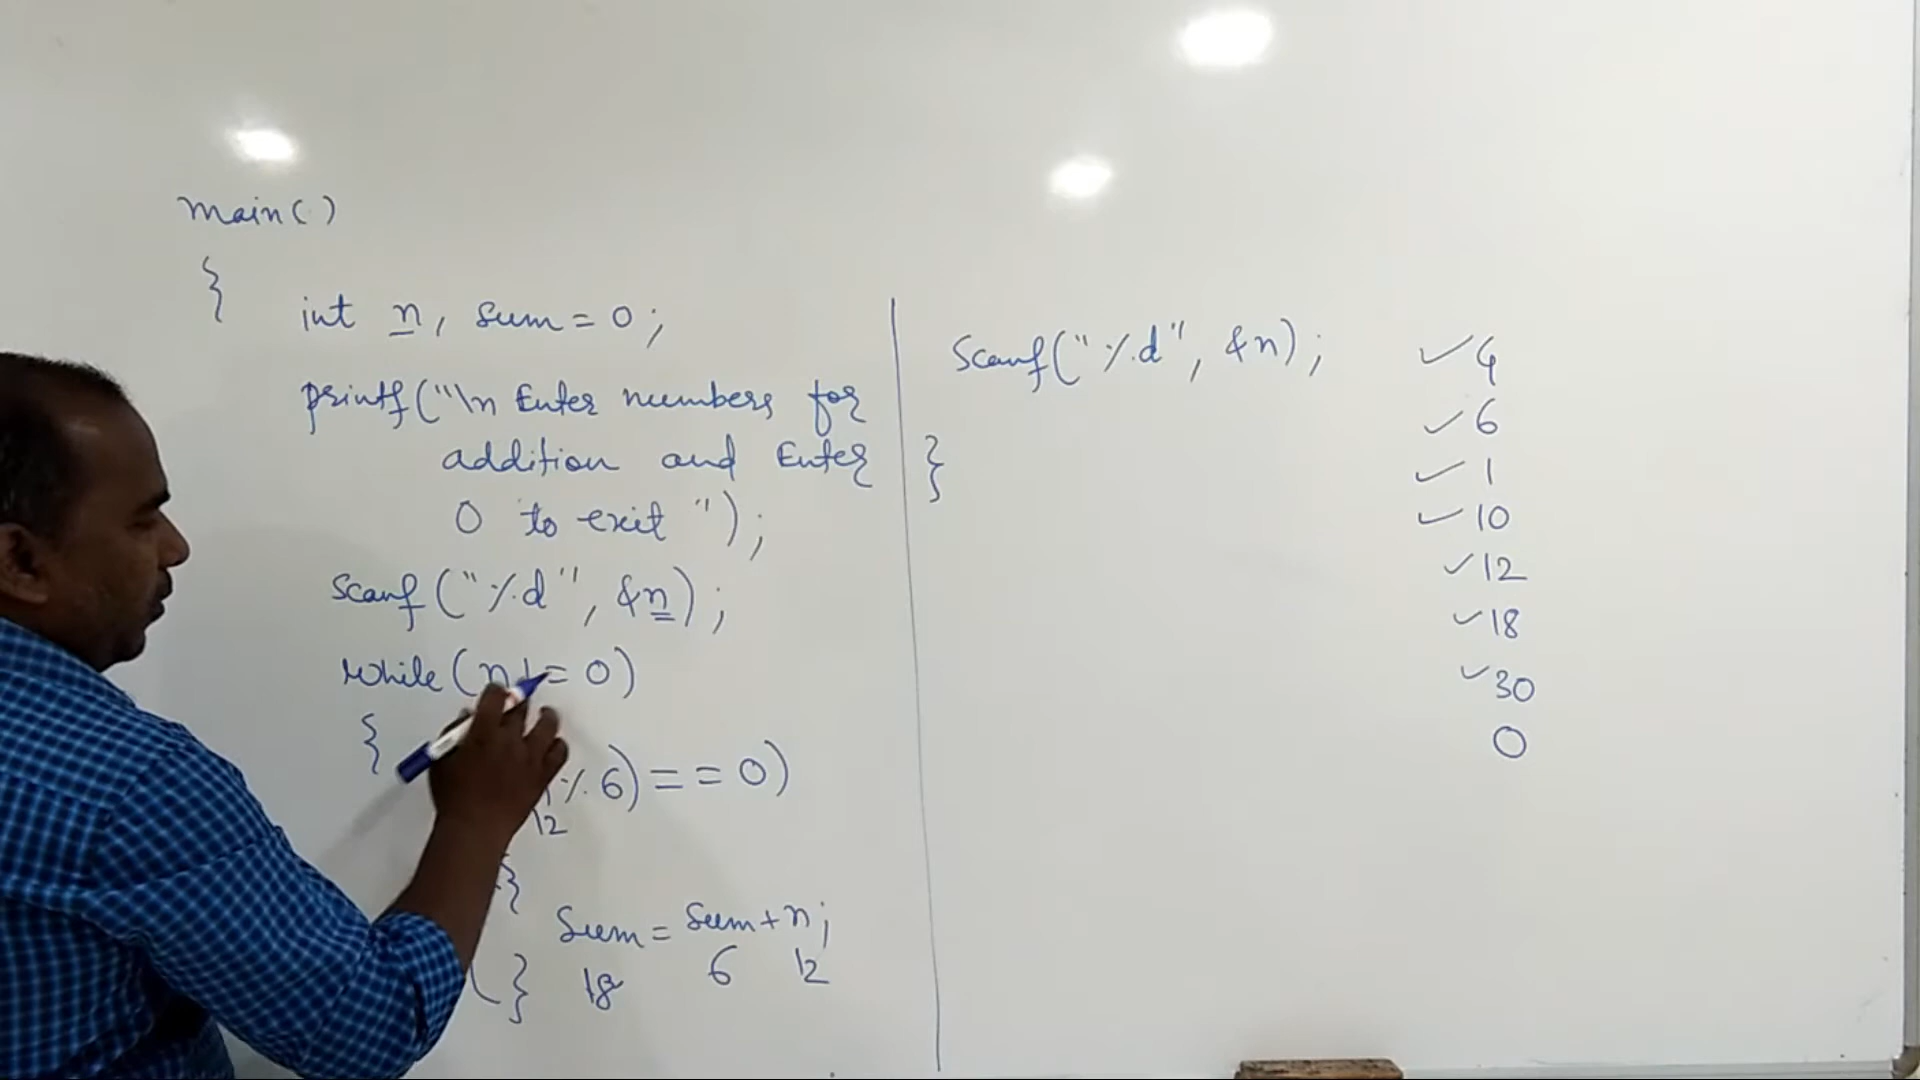 main()
{
int n, sum = 0;
printf("\n Enter numbers for
addition and Enter
0 to exit ");
scanf("%d", &n);
while(n != 0)
{
% 6) == 0)
12
{
sum = sum + n;
18 6 12
}
scanf("%d", &n);
}
✓ 4
✓ 6
✓ 1
✓ 10
✓ 12
✓ 18
✓ 30
0